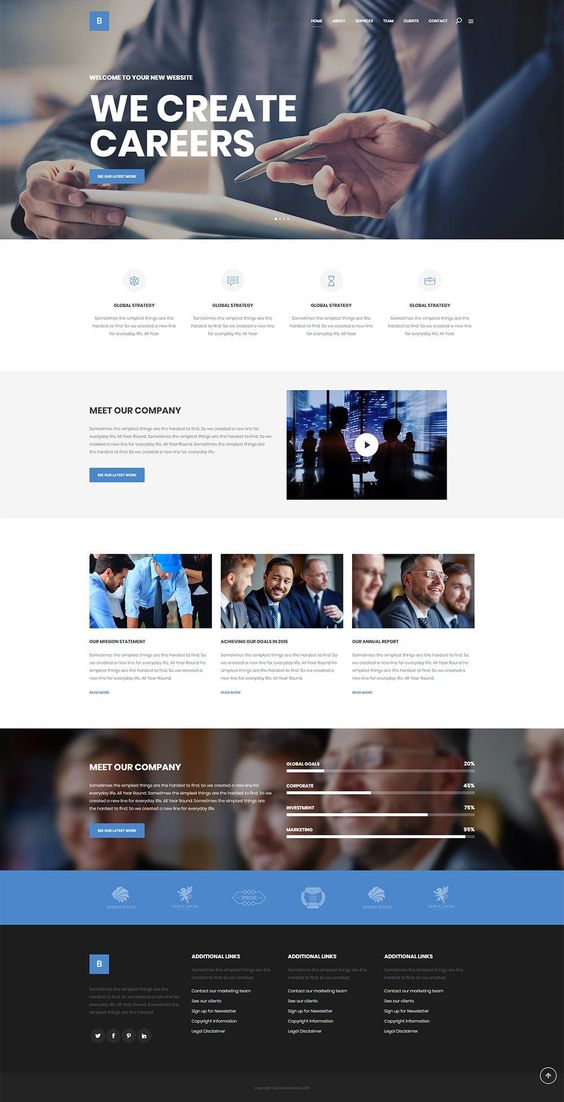 B
HOME ABOUT SERVICES TEAM CLIENTS CONTACT
WELCOME TO YOUR NEW WEBSITE
WE CREATE
CAREERS
SEE OUR LATEST WORK
GLOBAL STRATEGY
Sometimes the simplest things are the
hardest to find. So we created a new line
for everyday life, All Year
GLOBAL STRATEGY
Sometimes the simplest things are the
hardest to find. So we created a new line
for everyday life, All Year
GLOBAL STRATEGY
Sometimes the simplest things are the
hardest to find. So we created a new line
for everyday life, All Year
GLOBAL STRATEGY
Sometimes the simplest things are the
hardest to find. So we created a new line
for everyday life, All Year
MEET OUR COMPANY
Sometimes the simplest things are the hardest to find. So we created a new line for
everyday life, All Year Round. Sometimes the simplest things are the hardest to find. So
we created a new line for everyday life, All Year Round. Sometimes the simplest things are
the hardest to find. So we created a new line for everyday life.
SEE OUR LATEST WORK
OUR MISSION STATEMENT
Sometimes the simplest things are the hardest to find. So
we created a new line for everyday life, All Year Round he
simplest things are the hardest to find. So we created a
new line for everyday life, All Year Round.
READ MORE
ACHIEVING OUR GOALS IN 2016
Sometimes the simplest things are the hardest to find. So
we created a new line for everyday life, All Year Round he
simplest things are the hardest to find. So we created a
new line for everyday life, All Year Round.
READ MORE
OUR ANNUAL REPORT
Sometimes the simplest things are the hardest to find. So
we created a new line for everyday life, All Year Round he
simplest things are the hardest to find. So we created a
new line for everyday life, All Year Round.
READ MORE
MEET OUR COMPANY
Sometimes the simplest things are the hardest to find. So we created a new line
for everyday life, All Year Round. Sometimes the simplest things are the hardest
to find. So we created a new line for everyday life, All Year Round. So we
created a new line for everyday life.
SEE OUR LATEST WORK
GLOBAL GOALS 20%
CORPORATE 45%
INVESTMENT 75%
MARKETING 95%
LOREM IPSUM
LION CAPITAL
LOREM IPSUM
LION CAPITAL
B
Sometimes the simplest things are the
hardest to find. So we created a new
line for everyday life, All Year Round.
Sometimes the simplest things are
the hardest.
ADDITIONAL LINKS
Sometimes the simplest things are the
hardest to find. So we created
Contact our marketing team
See our clients
Sign up for Newsletter
Copyright information
Legal Disclaimer
ADDITIONAL LINKS
Sometimes the simplest things are the
hardest to find. So we created
Contact our marketing team
See our clients
Sign up for Newsletter
Copyright information
Legal Disclaimer
ADDITIONAL LINKS
Sometimes the simplest things are the
hardest to find. So we created
Contact our marketing team
See our clients
Sign up for Newsletter
Copyright information
Legal Disclaimer